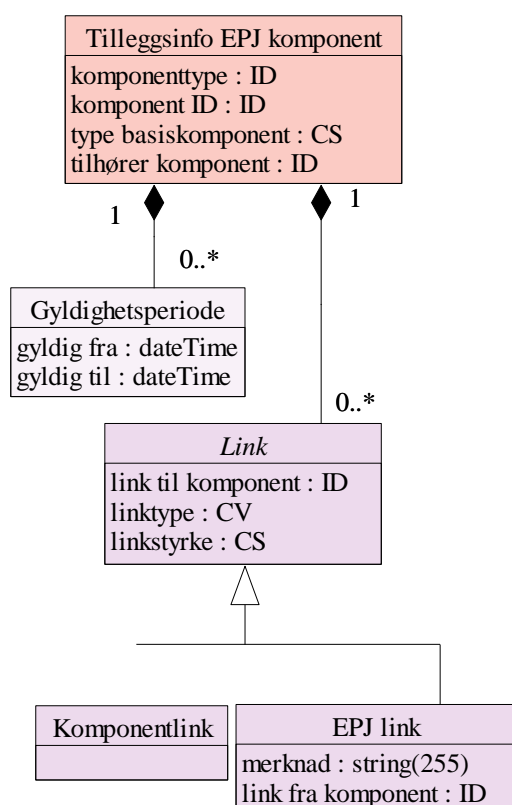 Tilleggsinfo EPJ komponent
komponenttype : ID
komponent ID : ID
type basiskomponent : CS
tilhører komponent : ID
1
1
0..*
Gyldighetsperiode
gyldig fra : dateTime
gyldig til : dateTime
0..*
Link
link til komponent : ID
linktype : CV
linkstyrke : CS
Komponentlink
EPJ link
merknad : string(255)
link fra komponent : ID